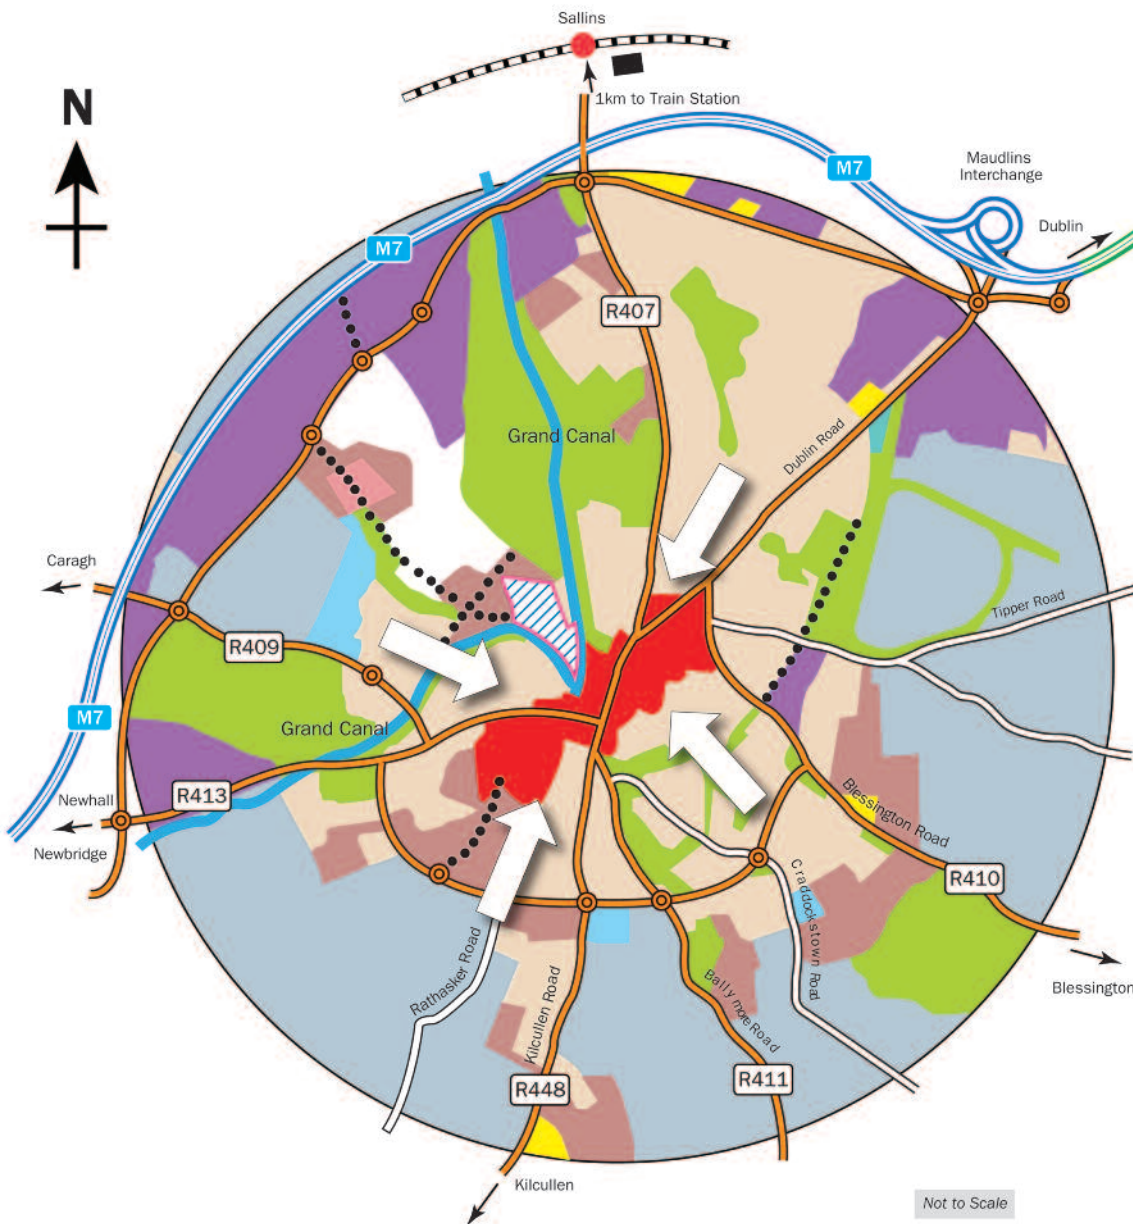 Sallins
1km to Train Station
N
M7
Maudlins
Interchange
Dublin
M7
R407
Grand Canal
Dublin Road
Caragh
Tipper Road
R409
M7
Grand Canal
R413
Newhall
Newbridge
Blessington Road
R410
Craddockstown Road
Rathasker Road
Kilcullen Road
Ballymore Road
Blessington
R448
R411
Kilcullen
Not to Scale